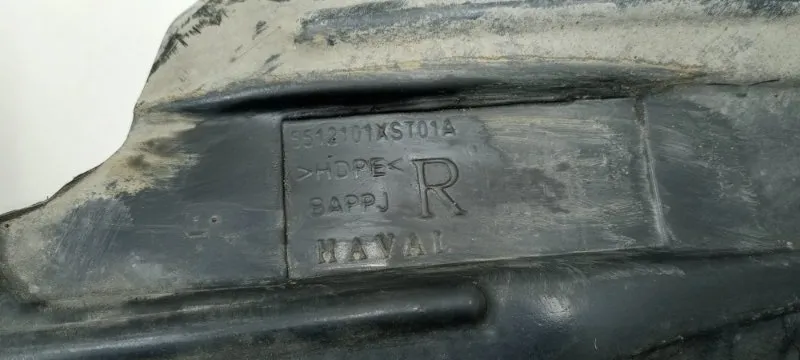 5512101XST01A
>HDPE<
BAPPJ
R
HAVAL